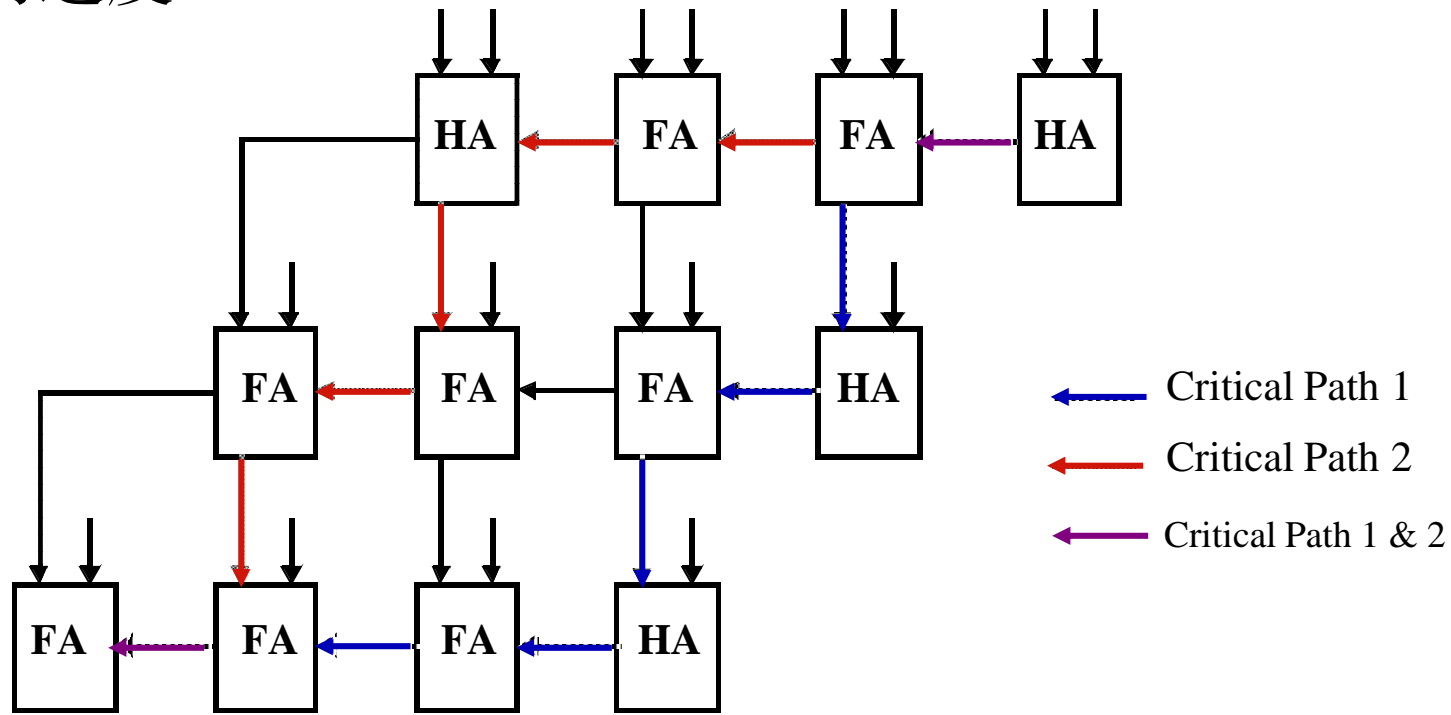 HA FA FA HA
FA FA FA HA
Critical Path 1
Critical Path 2
Critical Path 1 & 2
FA FA FA HA